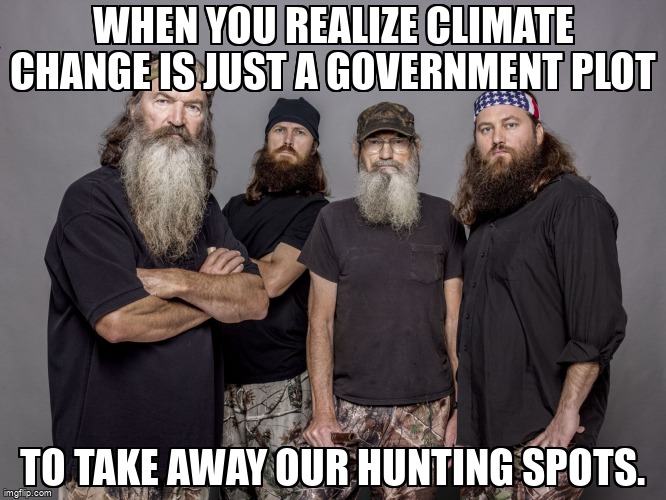 WHEN YOU REALIZE CLIMATE
CHANGE IS JUST A GOVERNMENT PLOT
TO TAKE AWAY OUR HUNTING SPOTS.
imgflip.com